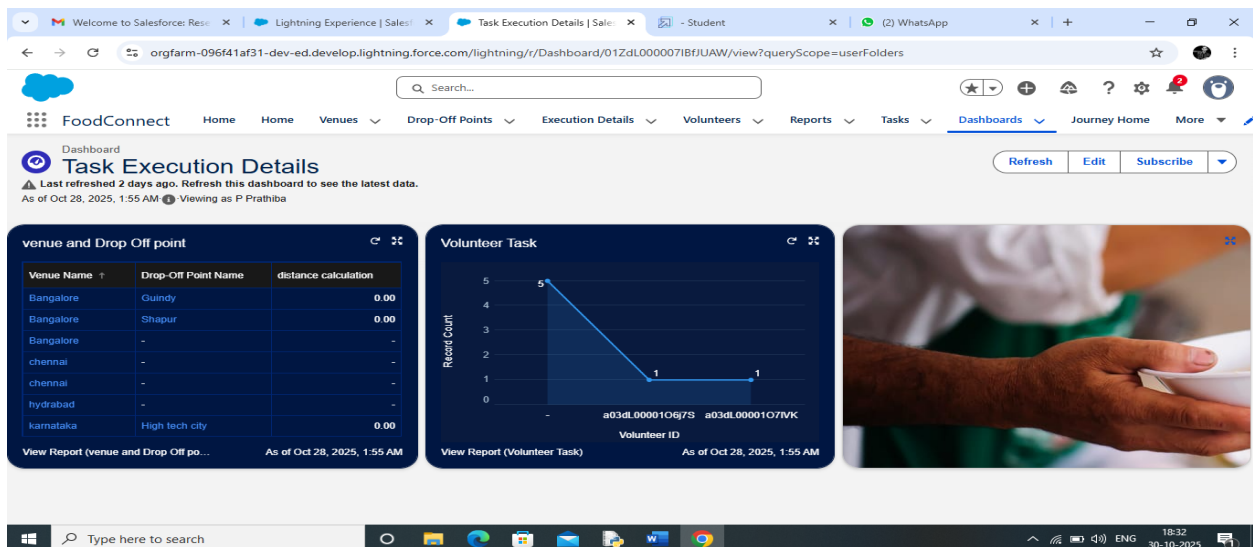 Welcome to Salesforce: Rese
Lightning Experience | Salesf
Task Execution Details | Sales
- Student
(2) WhatsApp
orgfarm-096f41af31-dev-ed.develop.lightning.force.com/lightning/r/Dashboard/01ZdL000007IBfJUAW/view?queryScope=userFolders
Search...
2
FoodConnect Home Home Venues Drop-Off Points Execution Details Volunteers Reports Tasks Dashboards Journey Home More
Dashboard
Task Execution Details
Refresh Edit Subscribe
Last refreshed 2 days ago. Refresh this dashboard to see the latest data.
As of Oct 28, 2025, 1:55 AM Viewing as P Prathiba
venue and Drop Off point
Venue Name ↑ Drop-Off Point Name distance calculation
Bangalore Guindy 0.00
Bangalore Shapur 0.00
Bangalore - -
chennai - -
chennai - -
hydrabad - -
karnataka High tech city 0.00
View Report (venue and Drop Off po... As of Oct 28, 2025, 1:55 AM
Volunteer Task
Record Count
5
4
3
2
1
0
5
1
1
- a03dL00001O6j7S a03dL00001O7IVK
Volunteer ID
View Report (Volunteer Task) As of Oct 28, 2025, 1:55 AM
Type here to search
ENG
18:32
30-10-2025
1